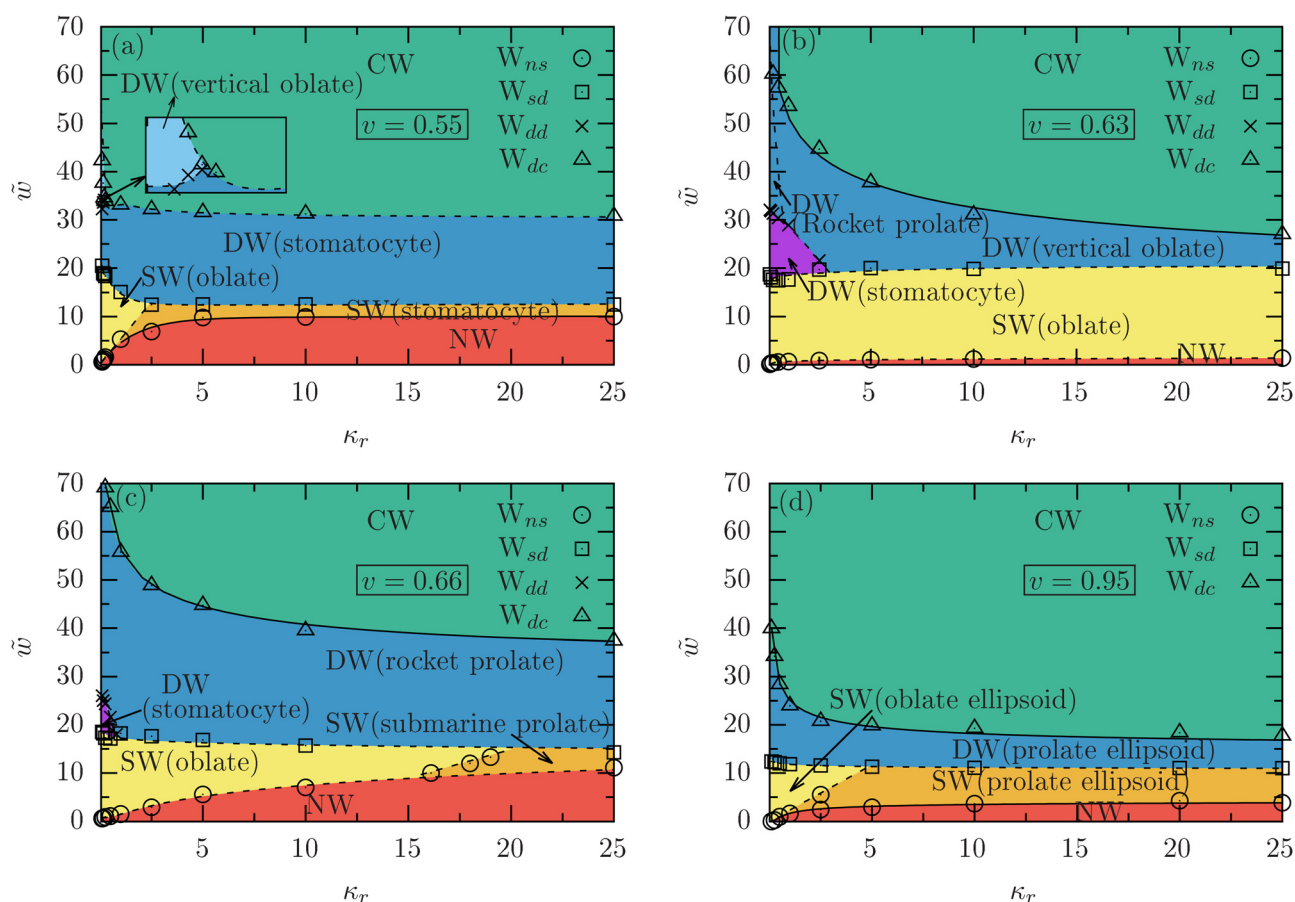 (a)
DW(vertical oblate)
CW
W_ns
W_sd
W_dd
W_dc
v = 0.55
DW(stomatocyte)
SW(oblate)
SW(stomatocyte)
NW
70
60
50
40
30
20
10
0
5
10
15
20
25
w̃
κ_r
(b)
CW
W_ns
W_sd
W_dd
W_dc
v = 0.63
DW
(Rocket prolate)
DW(vertical oblate)
DW(stomatocyte)
SW(oblate)
NW
70
60
50
40
30
20
10
0
5
10
15
20
25
w̃
κ_r
(c)
CW
W_ns
W_sd
W_dd
W_dc
v = 0.66
DW(rocket prolate)
DW
(stomatocyte)
SW(submarine prolate)
SW(oblate)
NW
70
60
50
40
30
20
10
0
5
10
15
20
25
w̃
κ_r
(d)
CW
W_ns
W_sd
W_dc
v = 0.95
SW(oblate ellipsoid)
DW(prolate ellipsoid)
SW(prolate ellipsoid)
NW
70
60
50
40
30
20
10
0
5
10
15
20
25
w̃
κ_r